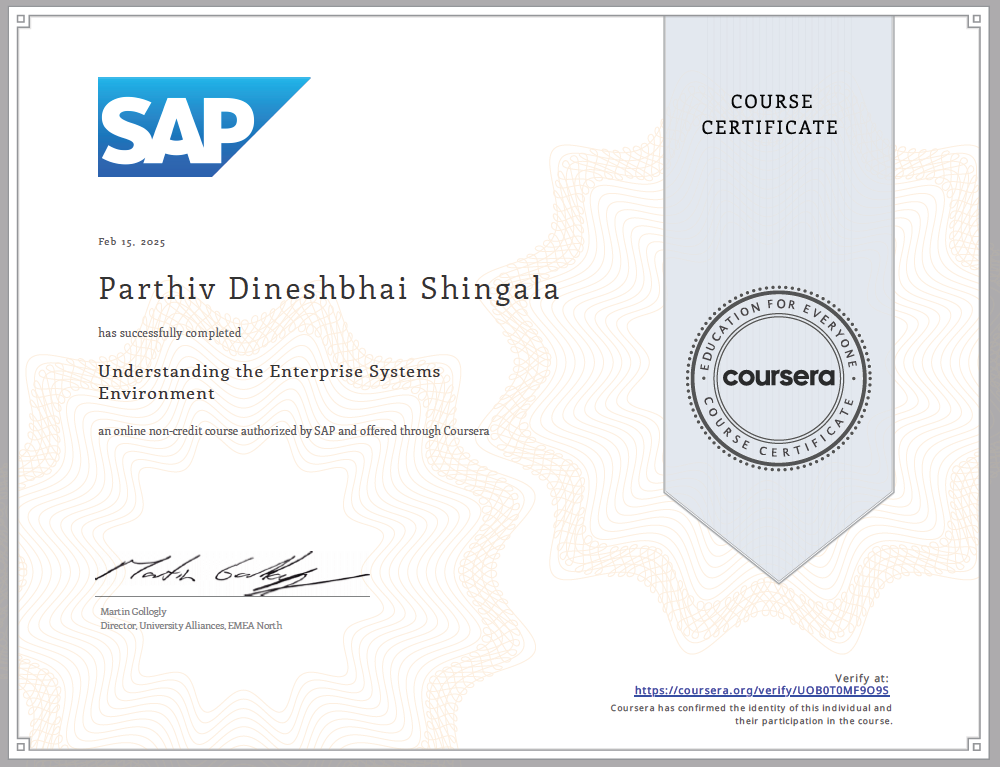 SAP
COURSE
CERTIFICATE
Feb 15, 2025
Parthiv Dineshbhai Shingala
has successfully completed
Understanding the Enterprise Systems
Environment
an online non-credit course authorized by SAP and offered through Coursera
EDUCATION FOR EVERYONE
coursera
COURSE CERTIFICATE
Martin Gollogly
Martin Gollogly
Director, University Alliances, EMEA North
Verify at:
https://coursera.org/verify/UOB0T0MF9O9S
Coursera has confirmed the identity of this individual and
their participation in the course.